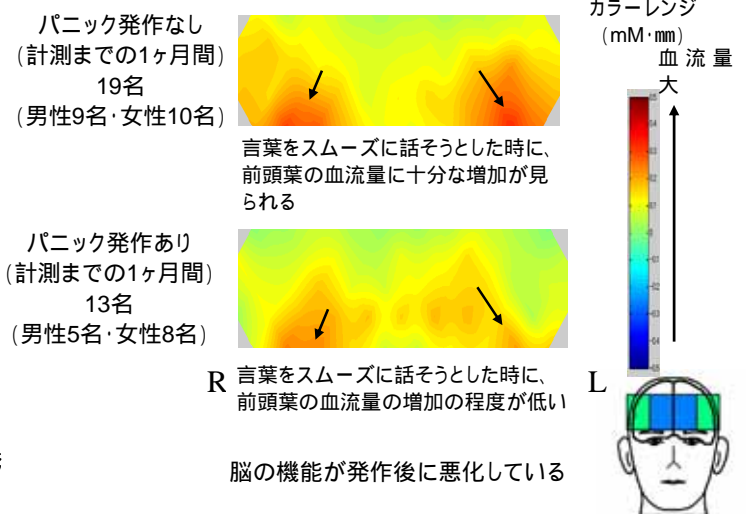 パニック発作なし
(計測までの1ヶ月間)
19名
(男性9名・女性10名)
言葉をスムーズに話そうとした時に、
前頭葉の血流量に十分な増加が見
られる
カラーレンジ
(mM・mm)
血流量
大
パニック発作あり
(計測までの1ヶ月間)
13名
(男性5名・女性8名)
R
言葉をスムーズに話そうとした時に、
前頭葉の血流量の増加の程度が低い
L
脳の機能が発作後に悪化している